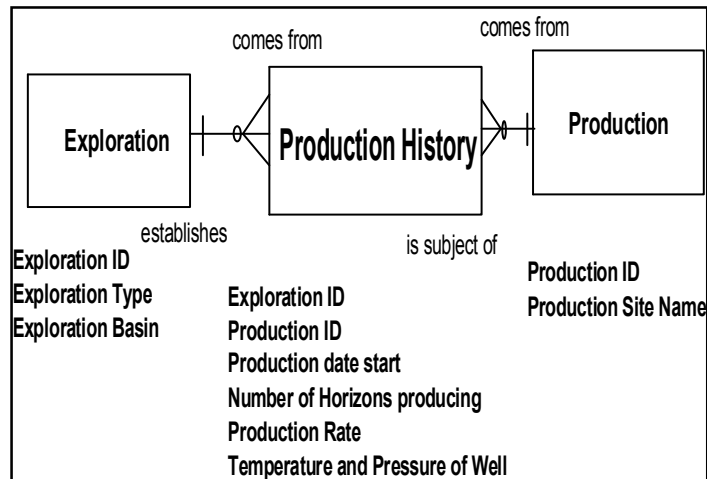 comes from
comes from
Exploration
Production History
Production
establishes
is subject of
Exploration ID
Exploration Type
Exploration Basin
Exploration ID
Production ID
Production date start
Number of Horizons producing
Production Rate
Temperature and Pressure of Well
Production ID
Production Site Name